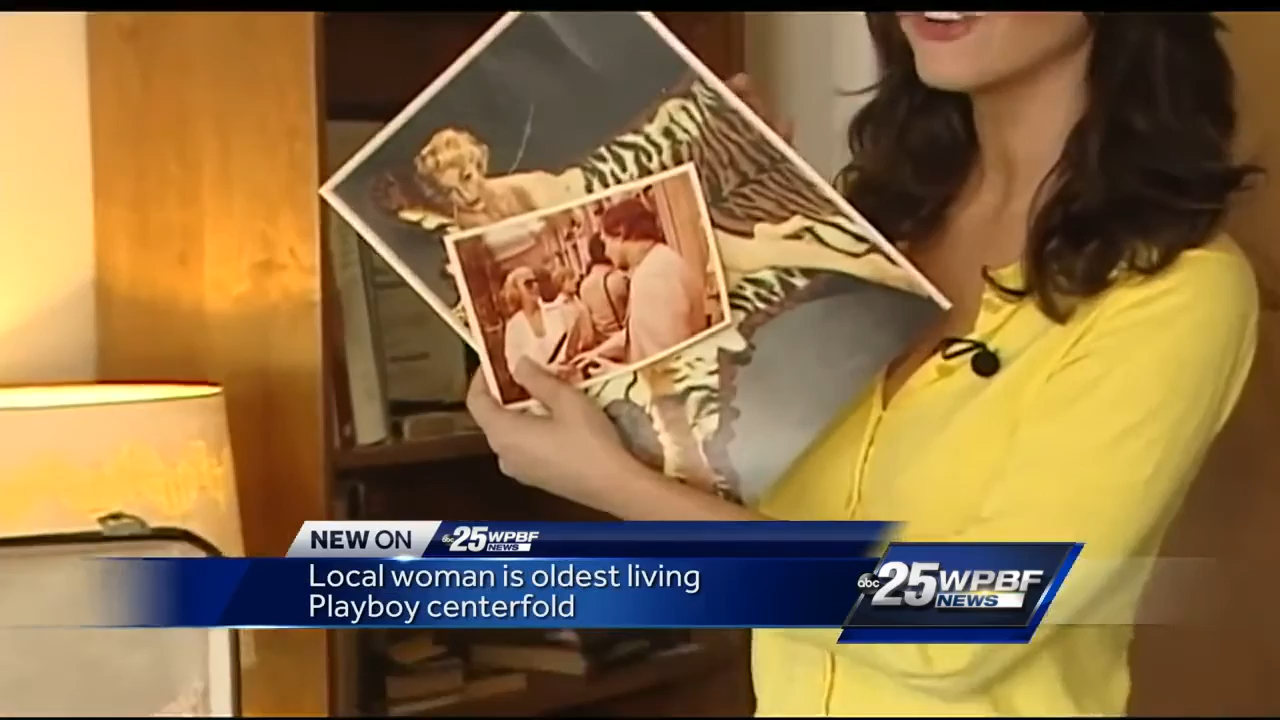 NEW ON abc 25 WPBF NEWS
Local woman is oldest living
Playboy centerfold
abc 25 WPBF
NEWS